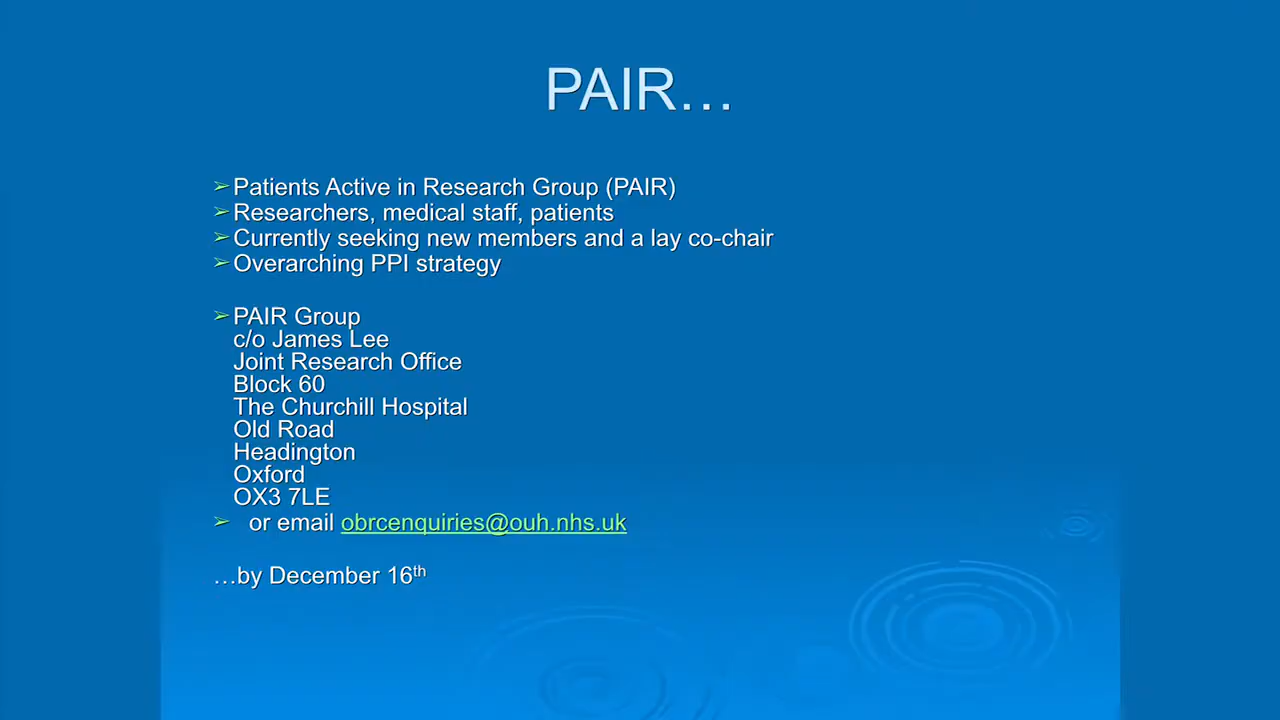 PAIR…
➢Patients Active in Research Group (PAIR)
➢Researchers, medical staff, patients
➢Currently seeking new members and a lay co-chair
➢Overarching PPI strategy
➢PAIR Group
c/o James Lee
Joint Research Office
Block 60
The Churchill Hospital
Old Road
Headington
Oxford
OX3 7LE
➢ or email obrcenquiries@ouh.nhs.uk
…by December 16th